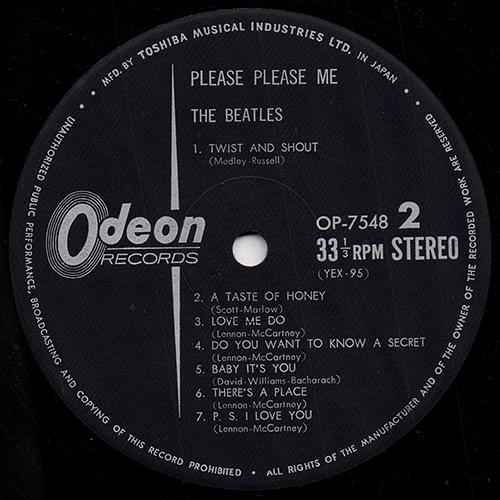 • MFD. BY TOSHIBA MUSICAL INDUSTRIES LTD. IN JAPAN •
PLEASE PLEASE ME
THE BEATLES
1. TWIST AND SHOUT
(Medley-Russell)
Odeon
RECORDS
OP-7548 2
33 1/3 RPM STEREO
(YEX-95)
2. A TASTE OF HONEY
(Scott-Marlow)
3. LOVE ME DO
(Lennon-McCartney)
4. DO YOU WANT TO KNOW A SECRET
(Lennon-McCartney)
5. BABY IT'S YOU
(David-Williams-Bacharach)
6. THERE'S A PLACE
(Lennon-McCartney)
7. P. S. I LOVE YOU
(Lennon-McCartney)
UNAUTHORIZED PUBLIC PERFORMANCE, BROADCASTING AND COPYING OF THIS RECORD PROHIBITED • ALL RIGHTS OF THE MANUFACTURER AND OF THE OWNER OF THE RECORDED WORK ARE RESERVED